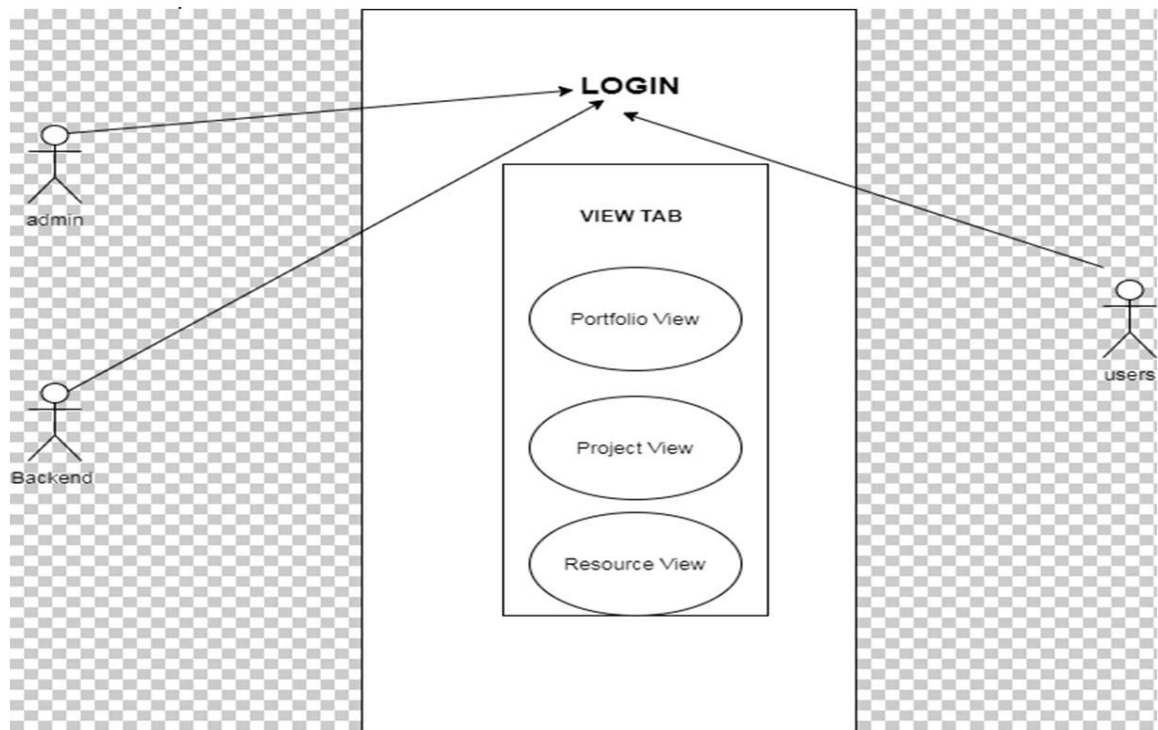 LOGIN
admin
VIEW TAB
Portfolio View
users
Project View
Backend
Resource View